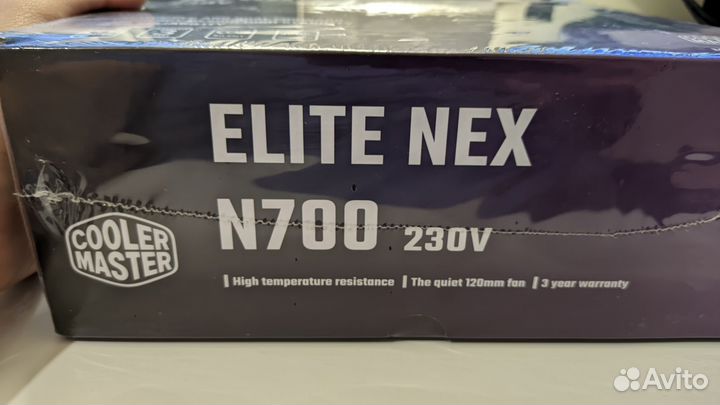 ELITE NEX
N700 230V
COOLER
MASTER
High temperature resistance | The quiet 120mm fan | 3 year warranty
Avito